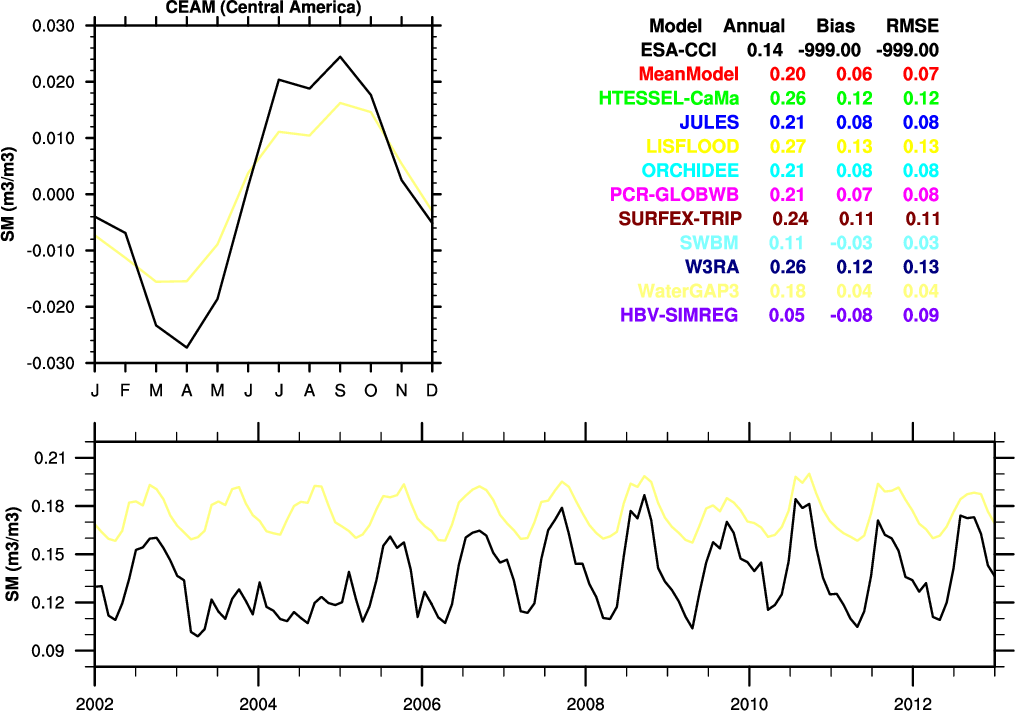 CEAM (Central America)
Model Annual Bias RMSE
ESA-CCI 0.14 -999.00 -999.00
MeanModel 0.20 0.06 0.07
HTESSEL-CaMa 0.26 0.12 0.12
JULES 0.21 0.08 0.08
LISFLOOD 0.27 0.13 0.13
ORCHIDEE 0.21 0.08 0.08
PCR-GLOBWB 0.21 0.07 0.08
SURFEX-TRIP 0.24 0.11 0.11
SWBM 0.11 -0.03 0.03
W3RA 0.26 0.12 0.13
WaterGAP3 0.18 0.04 0.04
HBV-SIMREG 0.05 -0.08 0.09
SM (m3/m3)
0.030
0.020
0.010
0.000
-0.010
-0.020
-0.030
J F M A M J J A S O N D
SM (m3/m3)
0.21
0.18
0.15
0.12
0.09
2002 2004 2006 2008 2010 2012